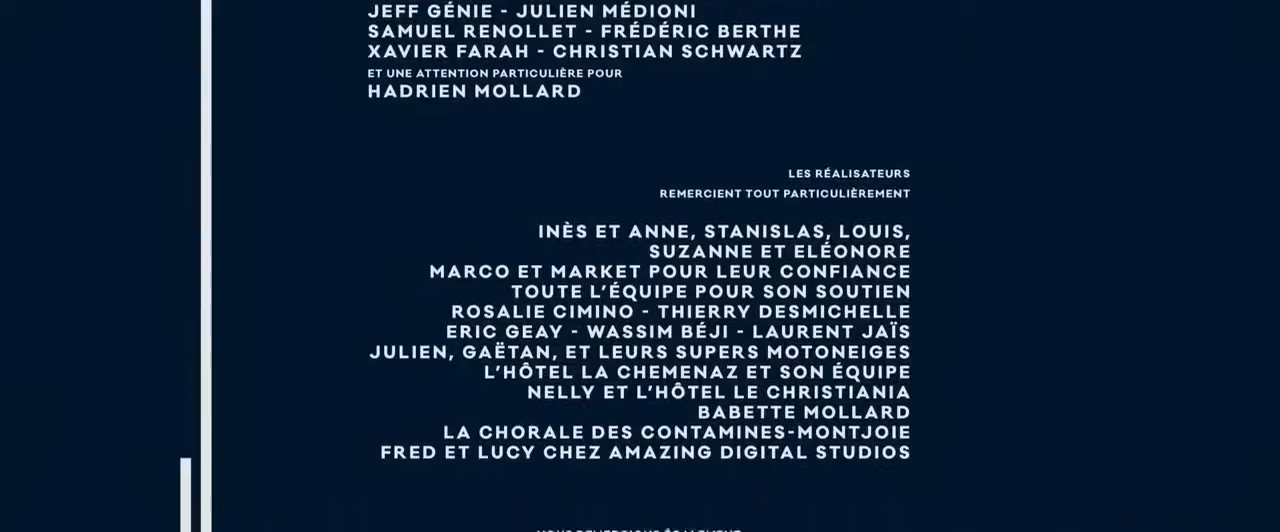 JEFF GÉNIE - JULIEN MÉDIONI
SAMUEL RENOLLET - FRÉDÉRIC BERTHE
XAVIER FARAH - CHRISTIAN SCHWARTZ
ET UNE ATTENTION PARTICULIÈRE POUR
HADRIEN MOLLARD
LES RÉALISATEURS
REMERCIENT TOUT PARTICULIÈREMENT
INÈS ET ANNE, STANISLAS, LOUIS,
SUZANNE ET ELÉONORE
MARCO ET MARKET POUR LEUR CONFIANCE
TOUTE L'ÉQUIPE POUR SON SOUTIEN
ROSALIE CIMINO - THIERRY DESMICHELLE
ERIC GEAY - WASSIM BÉJI - LAURENT JAÏS
JULIEN, GAËTAN, ET LEURS SUPERS MOTONEIGES
L'HÔTEL LA CHEMENAZ ET SON ÉQUIPE
NELLY ET L'HÔTEL LE CHRISTIANIA
BABETTE MOLLARD
LA CHORALE DES CONTAMINES-MONTJOIE
FRED ET LUCY CHEZ AMAZING DIGITAL STUDIOS